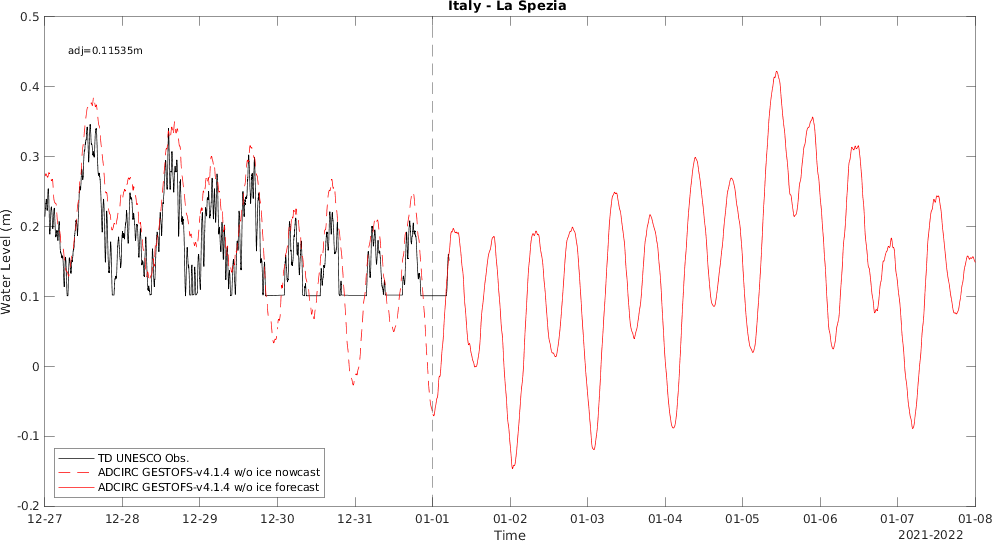 Italy - La Spezia
adj=0.11535m
0.5
0.4
0.3
0.2
0.1
0
-0.1
-0.2
Water Level (m)
TD UNESCO Obs.
ADCIRC GESTOFS-v4.1.4 w/o ice nowcast
ADCIRC GESTOFS-v4.1.4 w/o ice forecast
12-27 12-28 12-29 12-30 12-31 01-01 01-02 01-03 01-04 01-05 01-06 01-07 01-08
Time
2021-2022